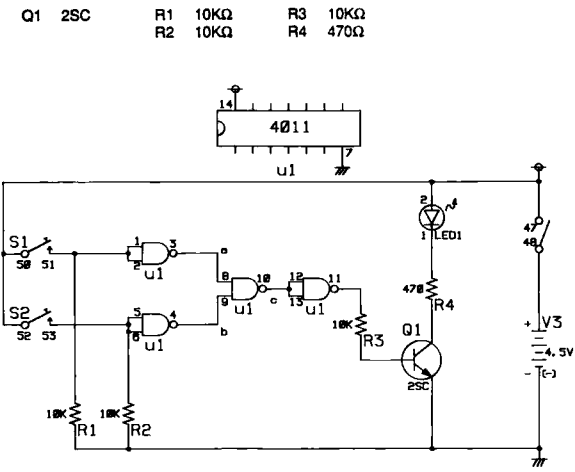 Q1 2SC R1 10KΩ R3 10KΩ
R2 10KΩ R4 470Ω
14
4011
7
u1
2
1 LED1
47
48
S1
50 51
1
2
3
u1
a
8
9
10
u1
c
12
13
11
u1
470
R4
S2
52 53
5
6
4
u1
b
10K
R3
Q1
2SC
+ V3
4.5V
- (-)
10K
R1
10K
R2